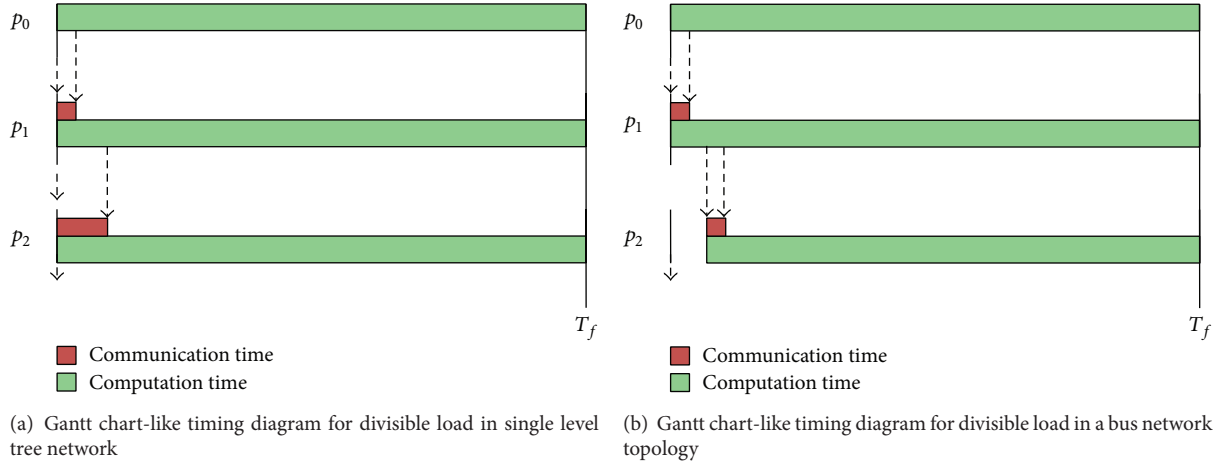 p0
p1
p2
Tf
Communication time
Computation time
(a) Gantt chart-like timing diagram for divisible load in single level
tree network
p0
p1
p2
Tf
Communication time
Computation time
(b) Gantt chart-like timing diagram for divisible load in a bus network
topology